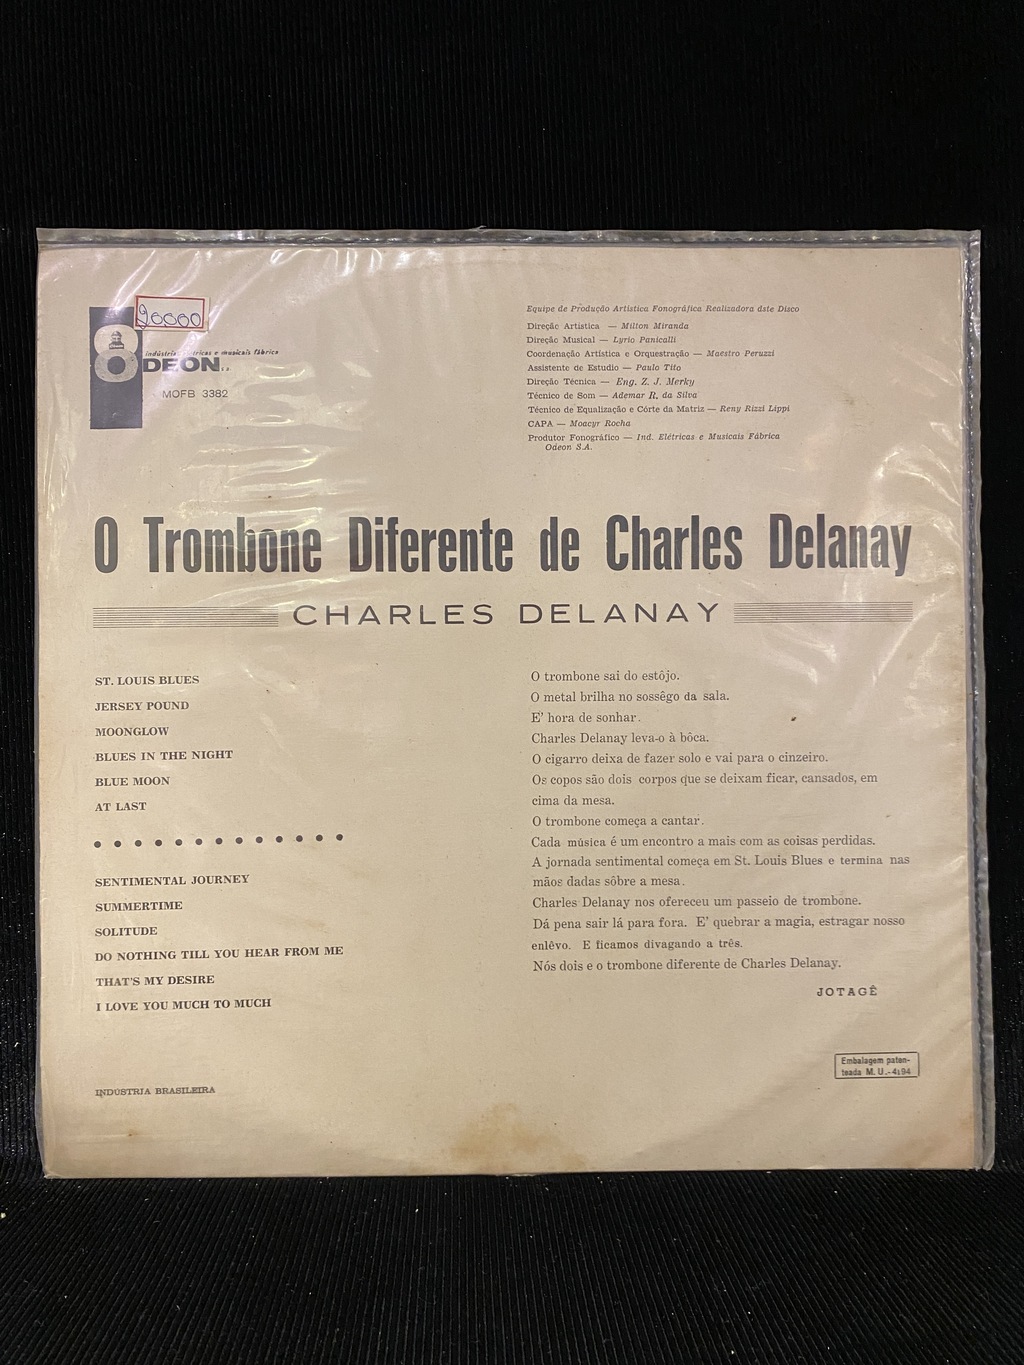 20000
indústrias elétricas e musicais fábrica
ODEON S.A.
MOFB 3382
Equipe de Produção Artística Fonográfica Realizadora dste Disco
Direção Artística — Milton Miranda
Direção Musical — Lyrio Panicalli
Coordenação Artística e Orquestração — Maestro Peruzzi
Assistente de Estudio — Paulo Tito
Direção Técnica — Eng. Z. J. Merky
Técnico de Som — Ademar R. da Silva
Técnico de Equalização e Córte da Matriz — Reny Rizzi Lippi
CAPA — Moacyr Rocha
Produtor Fonográfico — Ind. Elétricas e Musicais Fábrica
Odeon S.A.
O Trombone Diferente de Charles Delanay
CHARLES DELANAY
ST. LOUIS BLUES
JERSEY POUND
MOONGLOW
BLUES IN THE NIGHT
BLUE MOON
AT LAST
SENTIMENTAL JOURNEY
SUMMERTIME
SOLITUDE
DO NOTHING TILL YOU HEAR FROM ME
THAT'S MY DESIRE
I LOVE YOU MUCH TO MUCH
O trombone sai do estôjo.
O metal brilha no sossêgo da sala.
E' hora de sonhar.
Charles Delanay leva-o à bôca.
O cigarro deixa de fazer solo e vai para o cinzeiro.
Os copos são dois corpos que se deixam ficar, cansados, em
cima da mesa.
O trombone começa a cantar.
Cada música é um encontro a mais com as coisas perdidas.
A jornada sentimental começa em St. Louis Blues e termina nas
mãos dadas sôbre a mesa.
Charles Delanay nos ofereceu um passeio de trombone.
Dá pena sair lá para fora. E' quebrar a magia, estragar nosso
enlêvo. E ficamos divagando a três.
Nós dois e o trombone diferente de Charles Delanay.
JOTAGÊ
Embalagem paten-
teada M. U.-4194
INDÚSTRIA BRASILEIRA